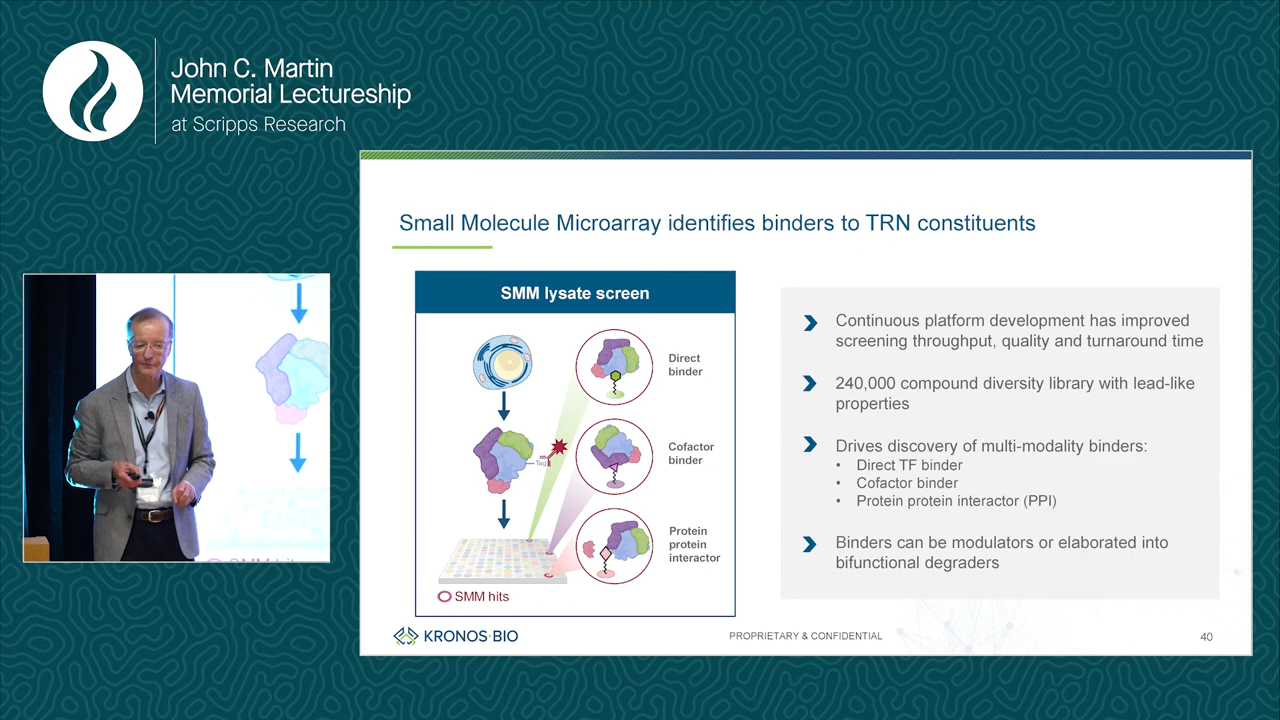 John C. Martin
Memorial Lectureship
at Scripps Research
Small Molecule Microarray identifies binders to TRN constituents
SMM lysate screen
Direct
binder
Tag
Cofactor
binder
Protein
protein
interactor
SMM hits
Continuous platform development has improved
screening throughput, quality and turnaround time
240,000 compound diversity library with lead-like
properties
Drives discovery of multi-modality binders:
• Direct TF binder
• Cofactor binder
• Protein protein interactor (PPI)
Binders can be modulators or elaborated into
bifunctional degraders
KRONOS·BIO
PROPRIETARY & CONFIDENTIAL
40